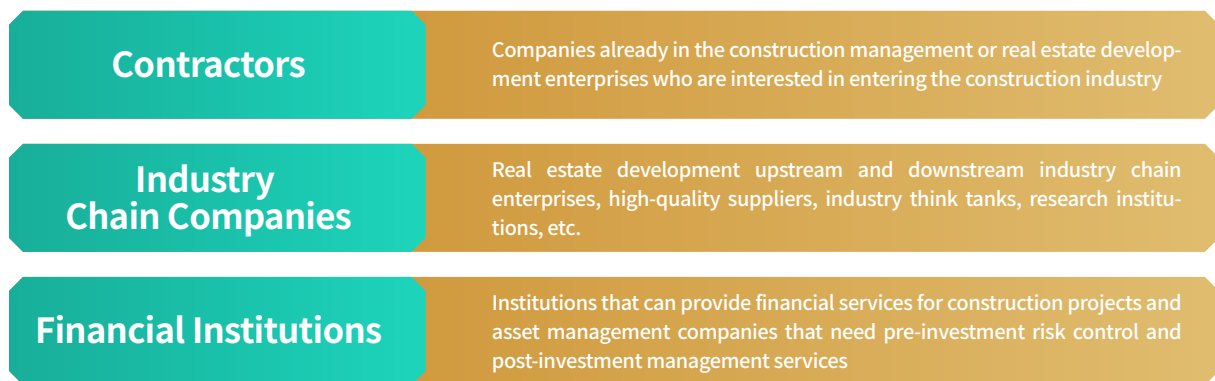 Contractors
Companies already in the construction management or real estate develop-
ment enterprises who are interested in entering the construction industry
Industry
Chain Companies
Real estate development upstream and downstream industry chain
enterprises, high-quality suppliers, industry think tanks, research institu-
tions, etc.
Financial Institutions
Institutions that can provide financial services for construction projects and
asset management companies that need pre-investment risk control and
post-investment management services